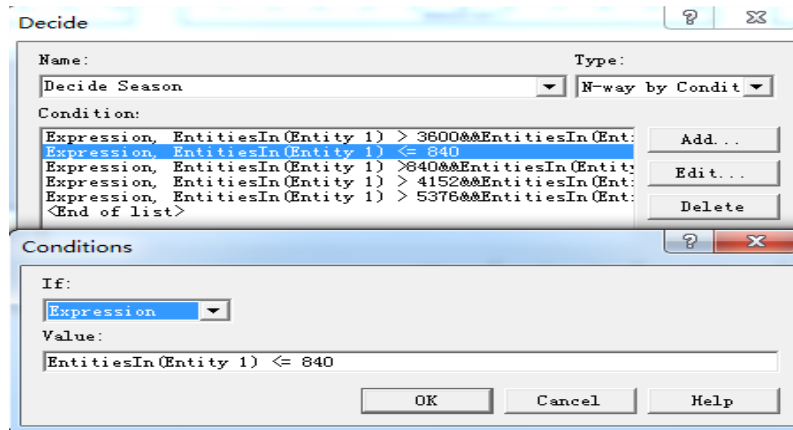 Decide
Name: Type:
Decide Season N-way by Condit
Condition:
Expression, EntitiesIn(Entity 1) > 3600&&EntitiesIn(Ent: Add...
Expression, EntitiesIn(Entity 1) <= 840
Expression, EntitiesIn(Entity 1) >840&&EntitiesIn(Entity Edit...
Expression, EntitiesIn(Entity 1) > 4152&&EntitiesIn(Ent:
Expression, EntitiesIn(Entity 1) > 5376&&EntitiesIn(Ent: Delete
<End of list>
Conditions
If:
Expression
Value:
EntitiesIn(Entity 1) <= 840
OK Cancel Help